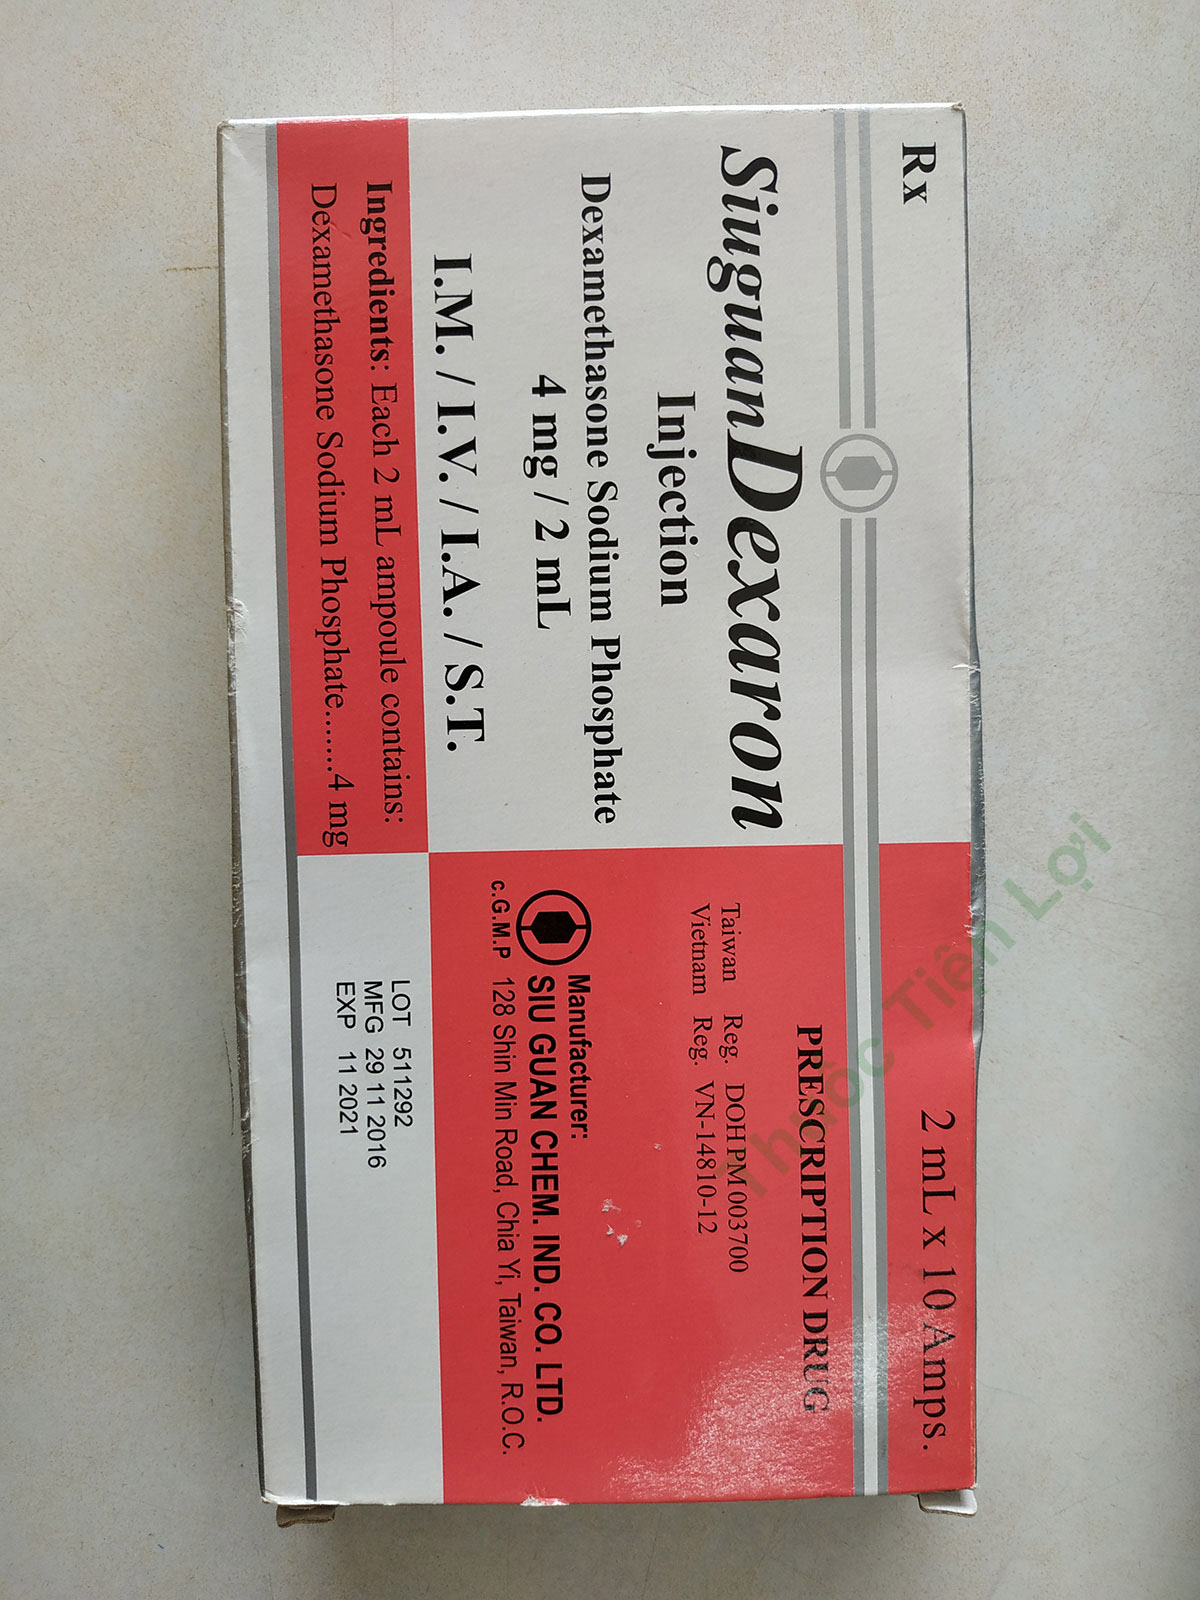 Rx
2 mL x 10 Amps.
SiuguanDexaron
Injection
Dexamethasone Sodium Phosphate
4 mg / 2 mL
I.M. / I.V. / I.A. / S.T.
Ingredients: Each 2 mL ampoule contains:
Dexamethasone Sodium Phosphate.......4 mg
PRESCRIPTION DRUG
Taiwan Reg. DOHPM003700
Vietnam Reg. VN-14810-12
Manufacturer:
SIU GUAN CHEM. IND. CO. LTD.
c.G.M.P 128 Shin Min Road, Chia Yi, Taiwan, R.O.C.
LOT 511292
MFG 29 11 2016
EXP 11 2021
Thuốc Tiện Lợi